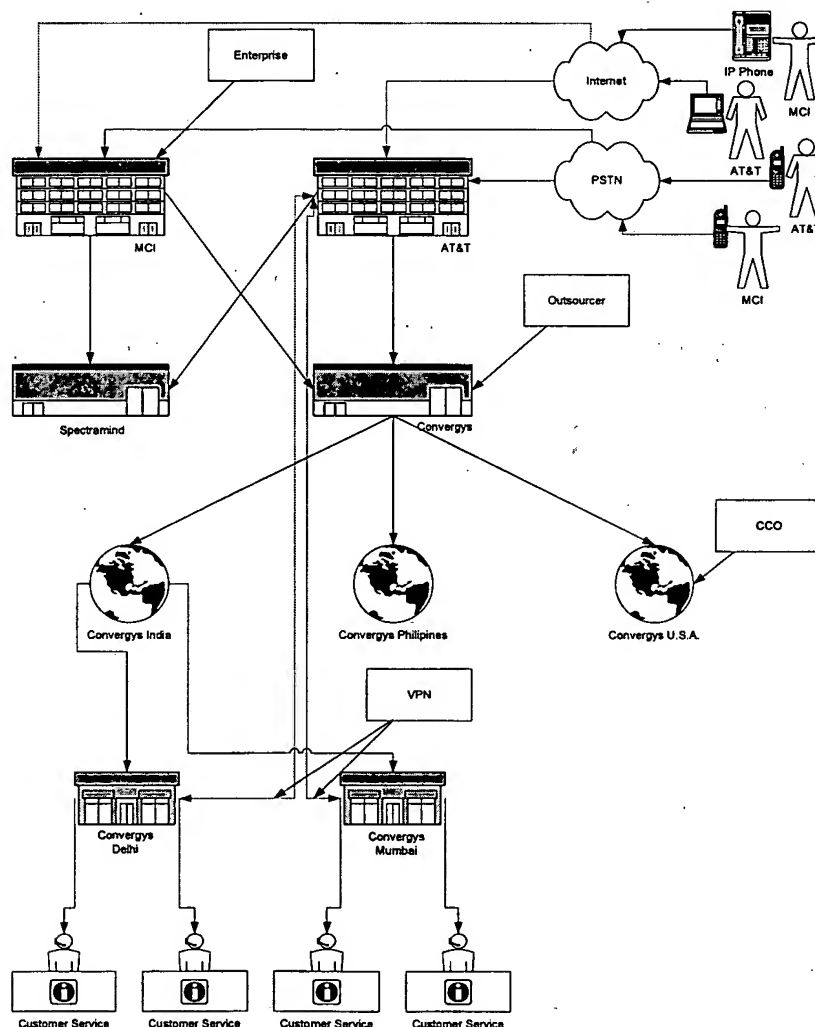 Enterprise
Internet
IP Phone
MCI
AT&T
PSTN
AT&T
MCI
MCI
AT&T
Outsourcer
Spectramind
Convergys
CCO
Convergys India
Convergys Philipines
Convergys U.S.A.
VPN
Convergys
Delhi
Convergys
Mumbai
Customer Service
Customer Service
Customer Service
Customer Service